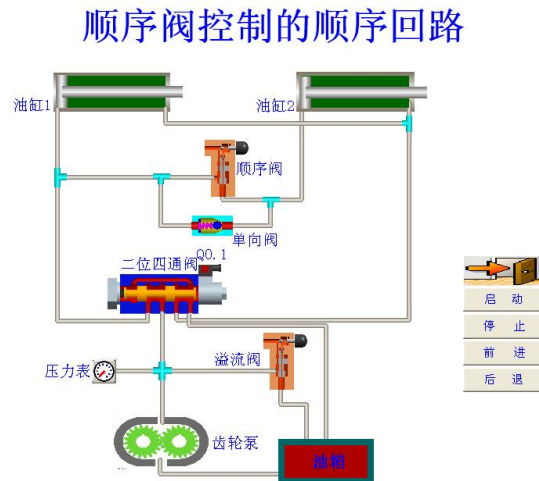 顺序阀控制的顺序回路
油缸1
油缸2
顺序阀
单向阀
二位四通阀
Q0.1
启 动
停 止
前 进
后 退
溢流阀
压力表
齿轮泵
油箱